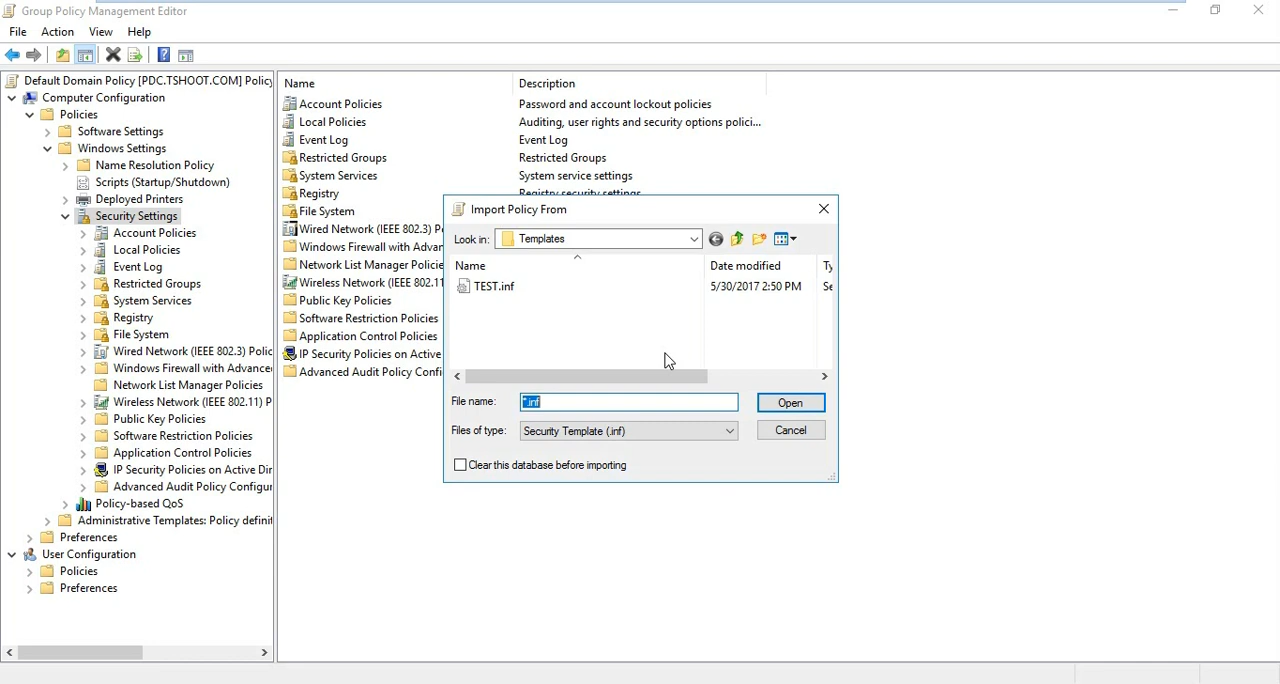 Group Policy Management Editor
File Action View Help
Default Domain Policy [PDC.TSHOOT.COM] Policy
Computer Configuration
Policies
Software Settings
Windows Settings
Name Resolution Policy
Scripts (Startup/Shutdown)
Deployed Printers
Security Settings
Account Policies
Local Policies
Event Log
Restricted Groups
System Services
Registry
File System
Wired Network (IEEE 802.3) Polic
Windows Firewall with Advance
Network List Manager Policies
Wireless Network (IEEE 802.11) P
Public Key Policies
Software Restriction Policies
Application Control Policies
IP Security Policies on Active Dir
Advanced Audit Policy Configur
Policy-based QoS
Administrative Templates: Policy definit
Preferences
User Configuration
Policies
Preferences
Name Description
Account Policies Password and account lockout policies
Local Policies Auditing, user rights and security options polici...
Event Log Event Log
Restricted Groups Restricted Groups
System Services System service settings
Registry Registry security settings
File System
Wired Network (IEEE 802.3) P
Windows Firewall with Advan
Network List Manager Policie
Wireless Network (IEEE 802.11
Public Key Policies
Software Restriction Policies
Application Control Policies
IP Security Policies on Active
Advanced Audit Policy Confi
Import Policy From
Look in: Templates
Name Date modified Ty
TEST.inf 5/30/2017 2:50 PM Se
File name: *.inf Open
Files of type: Security Template (.inf) Cancel
Clear this database before importing